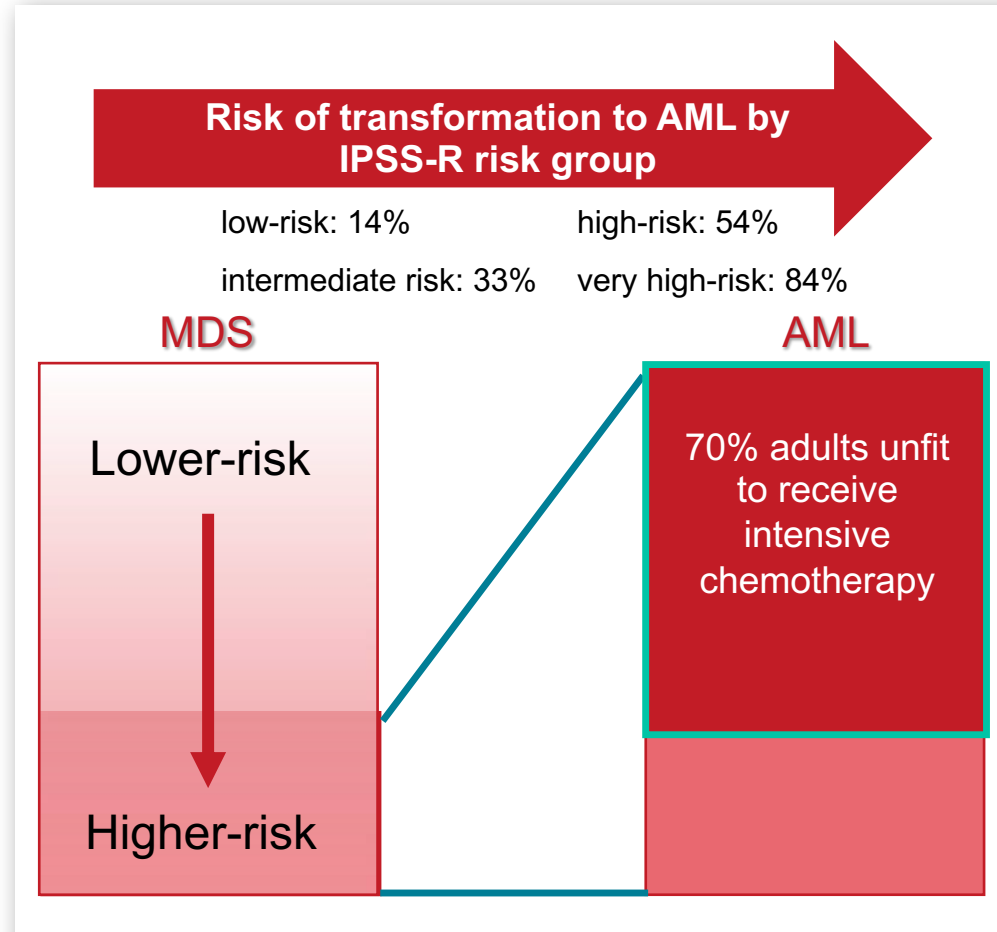 Risk of transformation to AML by
IPSS-R risk group
low-risk: 14%
high-risk: 54%
intermediate risk: 33%
very high-risk: 84%
MDS
AML
Lower-risk
Higher-risk
70% adults unfit
to receive
intensive
chemotherapy